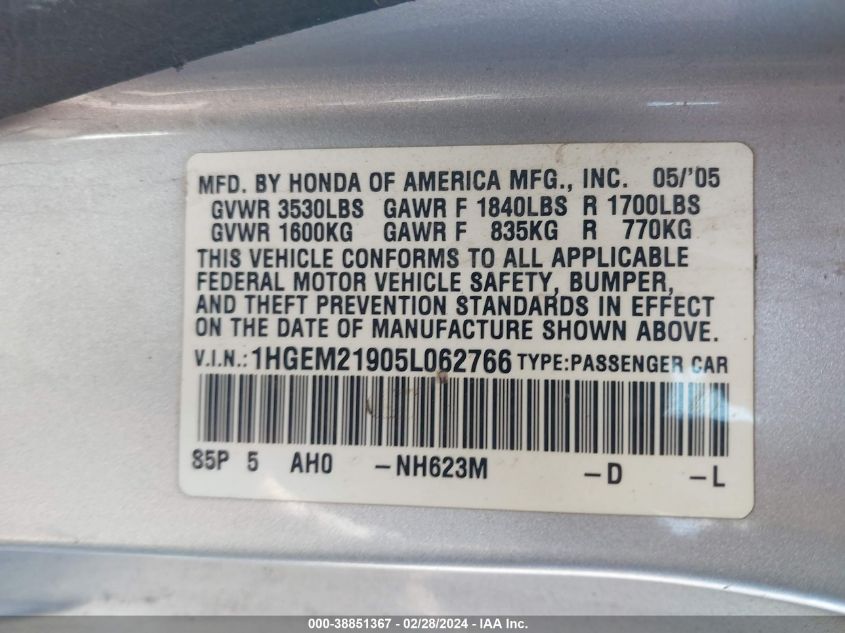 MFD. BY HONDA OF AMERICA MFG., INC. 05/'05
GVWR 3530LBS GAWR F 1840LBS R 1700LBS
GVWR 1600KG GAWR F 835KG R 770KG
THIS VEHICLE CONFORMS TO ALL APPLICABLE
FEDERAL MOTOR VEHICLE SAFETY, BUMPER,
AND THEFT PREVENTION STANDARDS IN EFFECT
ON THE DATE OF MANUFACTURE SHOWN ABOVE.
V.I.N.: 1HGEM21905L062766 TYPE:PASSENGER CAR
85P 5 AH0 -NH623M -D -L
000-38851367 - 02/28/2024 - IAA Inc.